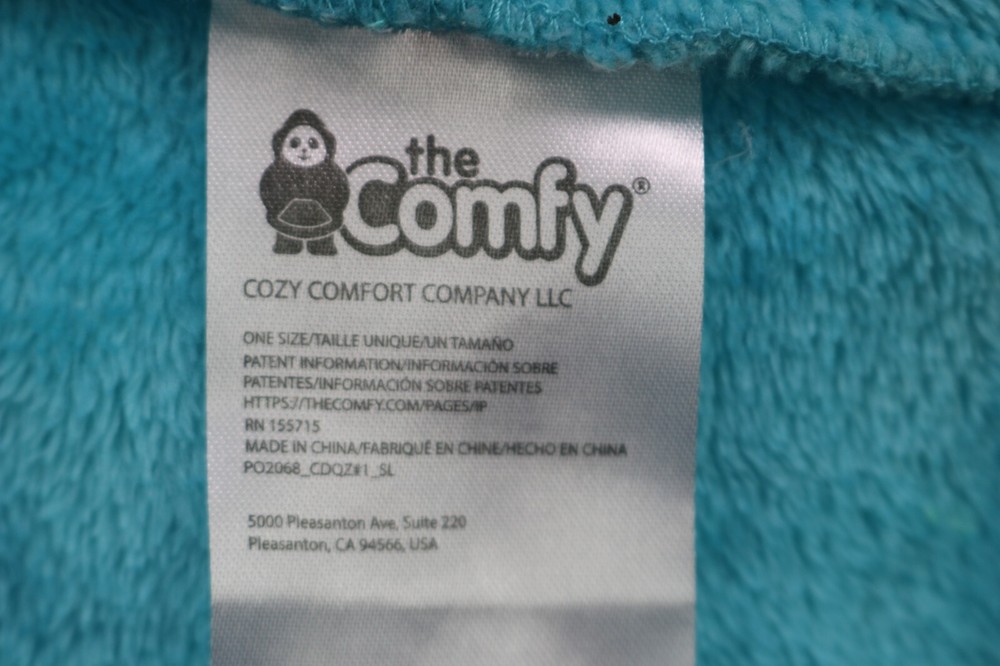 the
Comfy®
COZY COMFORT COMPANY LLC
ONE SIZE/TAILLE UNIQUE/UN TAMAÑO
PATENT INFORMATION/INFORMACIÓN SOBRE
PATENTES/INFORMACIÓN SOBRE PATENTES
HTTPS://THECOMFY.COM/PAGES/IP
RN 155715
MADE IN CHINA/FABRIQUÉ EN CHINE/HECHO EN CHINA
PO2068_CDQZ#1_SL
5000 Pleasanton Ave, Suite 220
Pleasanton, CA 94566, USA